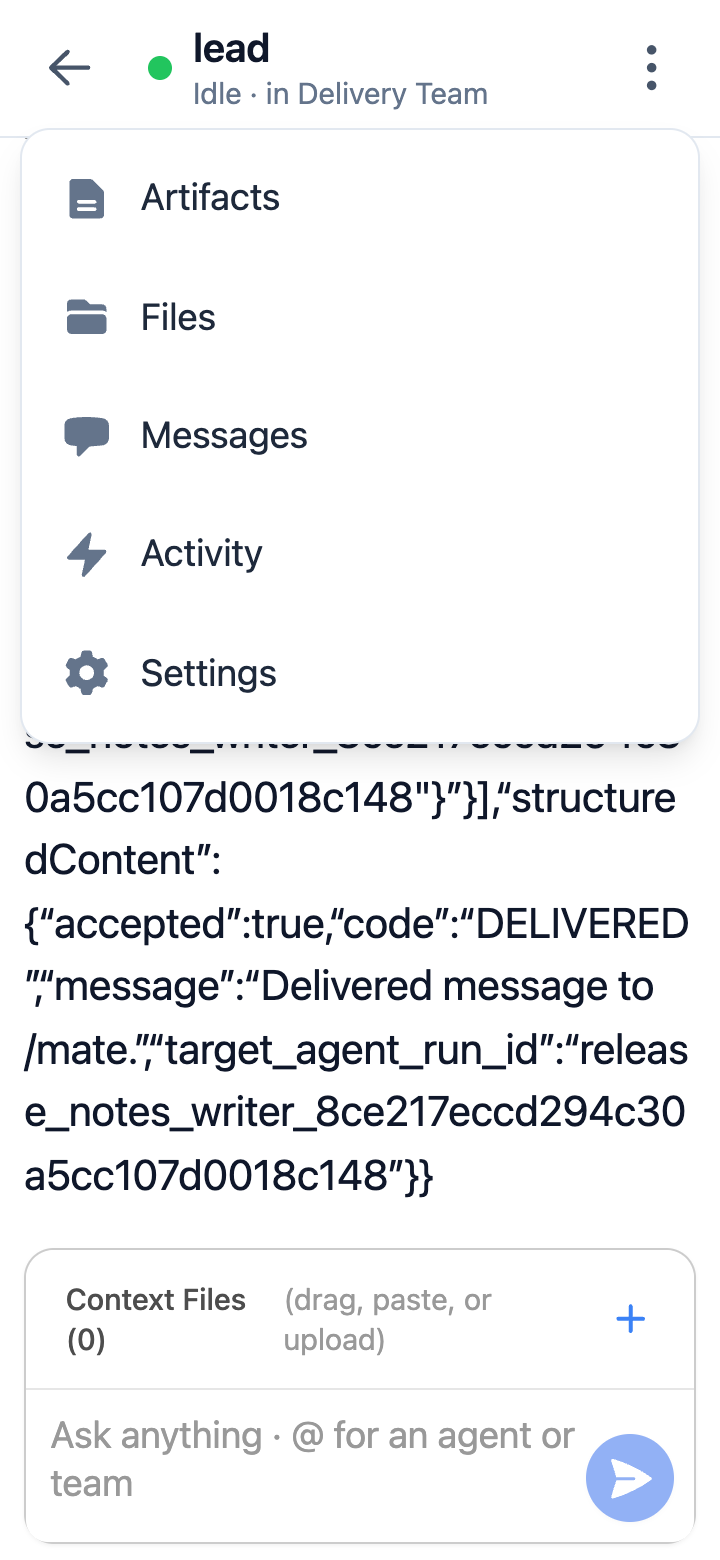 lead
Idle · in Delivery Team
Artifacts
Files
Messages
Activity
Settings
0a5cc107d0018c148"}”}],“structure
dContent”:
{“accepted”:true,“code”:“DELIVERED
”,“message”:“Delivered message to
/mate.”,“target_agent_run_id”:“releas
e_notes_writer_8ce217eccd294c30
a5cc107d0018c148”}}
Context Files (drag, paste, or
(0) upload)
Ask anything · @ for an agent or
team